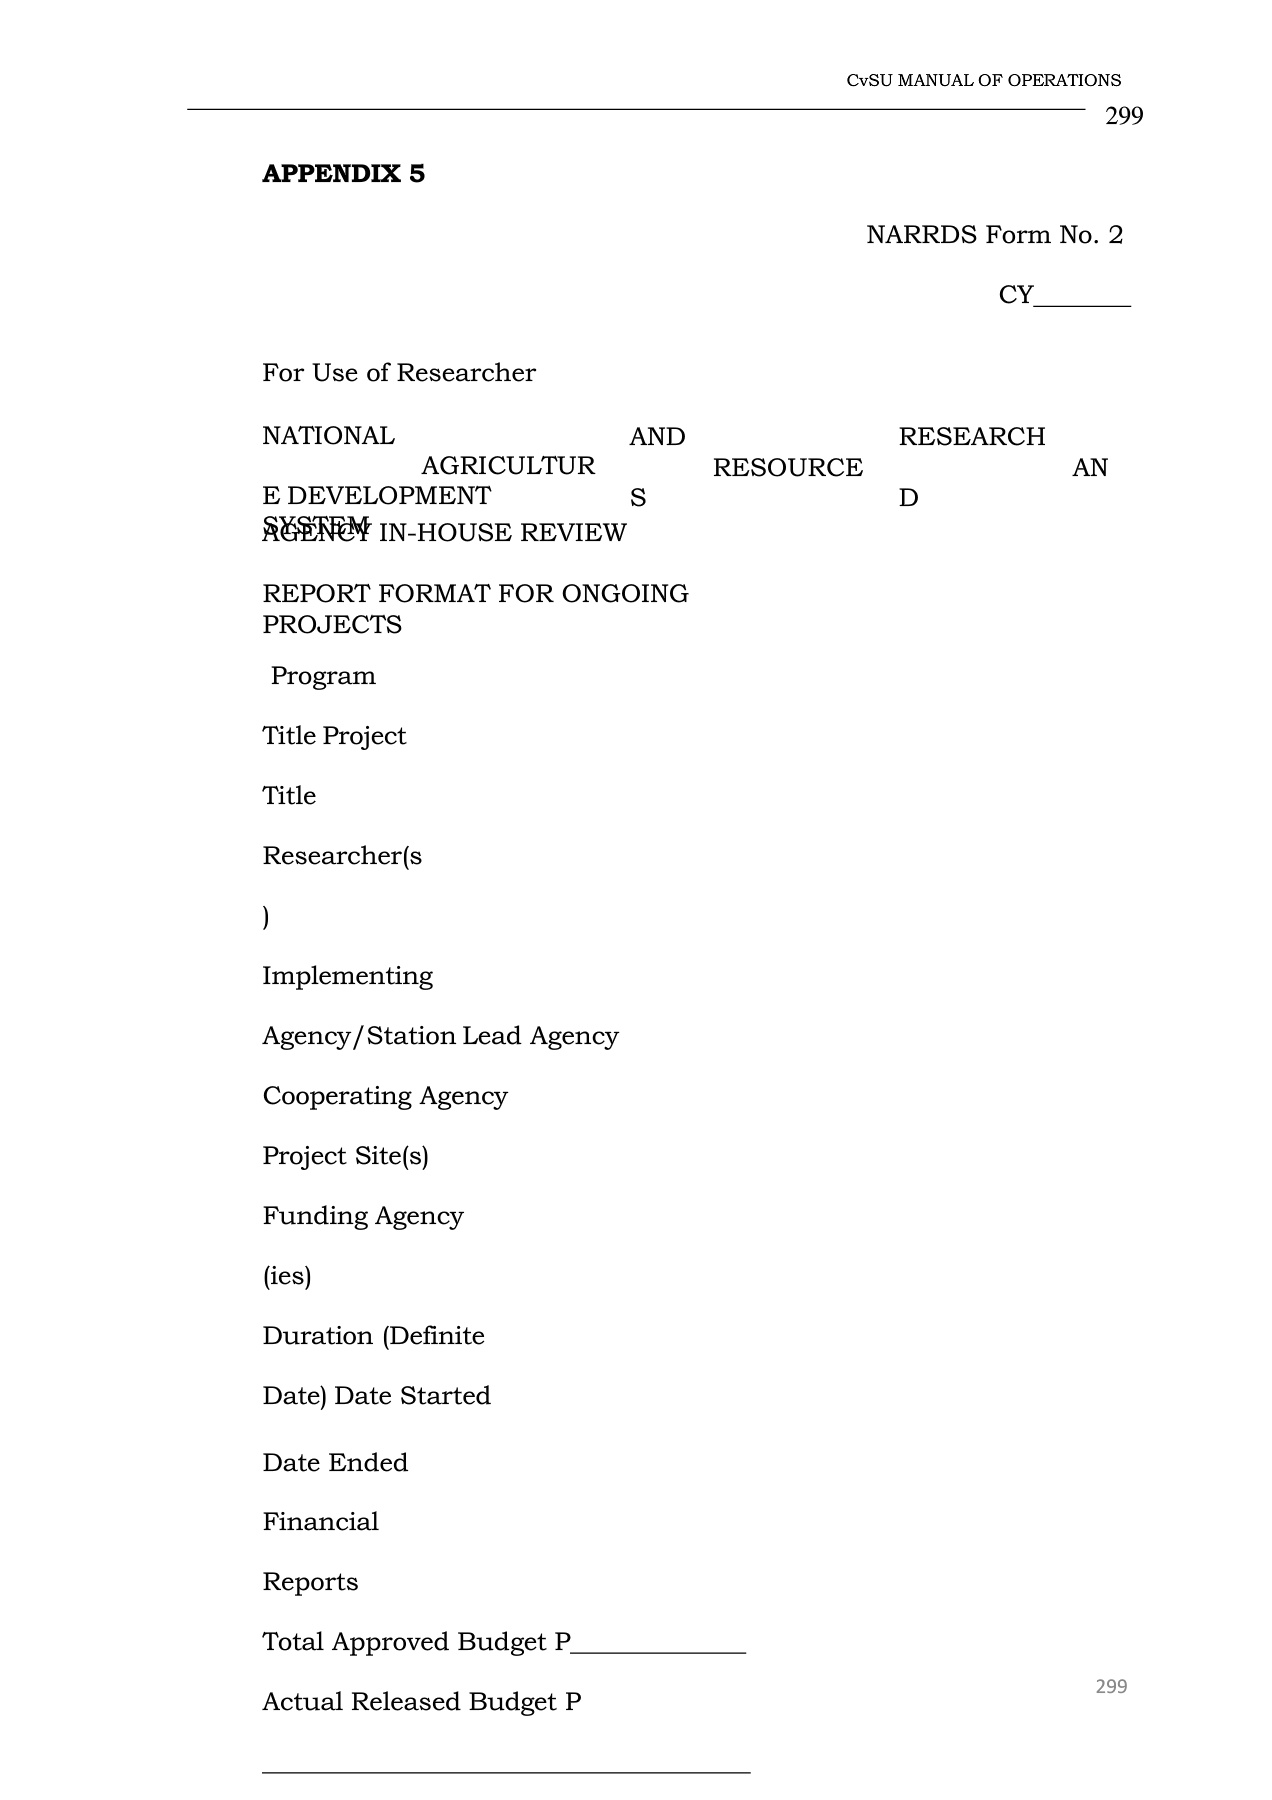 CvSU MANUAL OF OPERATIONS
299
APPENDIX 5
NARRDS Form No. 2
CY_______
For Use of Researcher
NATIONAL AND RESEARCH
AGRICULTUR RESOURCE AN
E DEVELOPMENT S D
SYSTEM
AGENCY IN-HOUSE REVIEW
REPORT FORMAT FOR ONGOING
PROJECTS
Program
Title Project
Title
Researcher(s
)
Implementing
Agency/Station Lead Agency
Cooperating Agency
Project Site(s)
Funding Agency
(ies)
Duration (Definite
Date) Date Started
Date Ended
Financial
Reports
Total Approved Budget P_____________
299
Actual Released Budget P